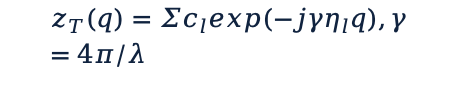 z_T(q) = Σc_l exp(−jγη_l q), γ
= 4π/λ